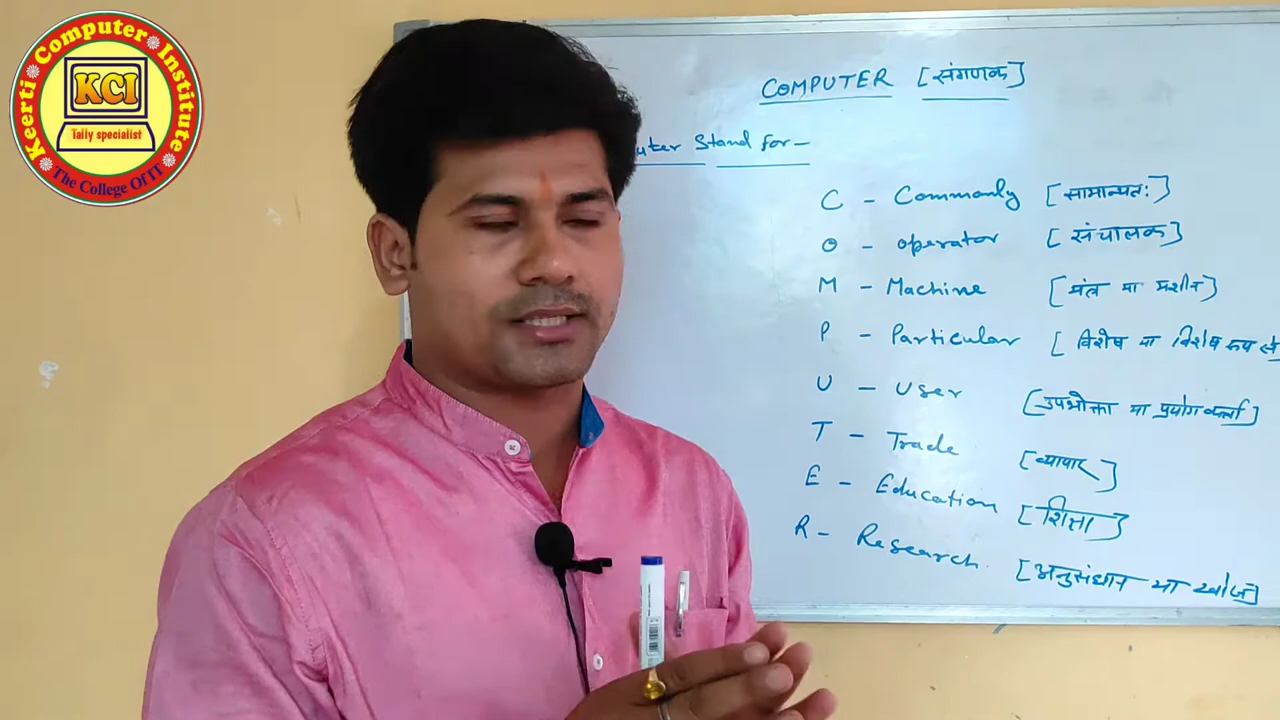 Keerti Computer Institute
KCI
Tally specialist
The College Of IT
COMPUTER [संगणक]
uter Stand for-
C - Commonly [सामान्यतः]
O - operator [संचालक]
M - Machine [यंत्र या मशीन]
P - Particular [विशेष या विशेष रूप से
U - User [उपभोक्ता या प्रयोगकर्ता]
T - Trade [व्यापार]
E - Education [शिक्षा]
R - Research. [अनुसंधान या खोज]